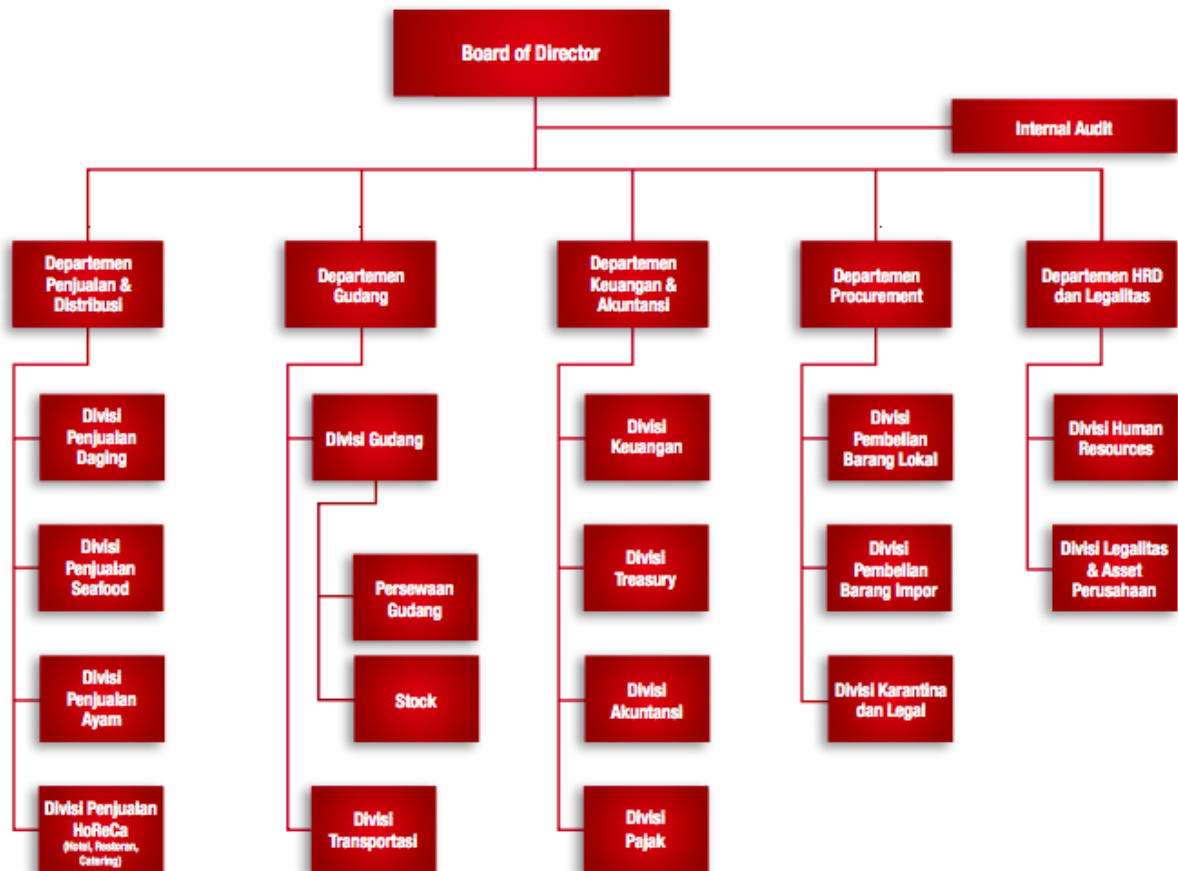 Board of Director
Internal Audit
Departemen
Penjualan &
Distribusi
Departemen
Gudang
Departemen
Keuangan &
Akuntansi
Departemen
Procurement
Departemen HRD
dan Legalitas
Divisi
Penjualan
Daging
Divisi Gudang
Divisi
Keuangan
Divisi
Pembelian
Barang Lokal
Divisi Human
Resources
Divisi
Penjualan
Seafood
Persewaan
Gudang
Divisi
Treasury
Divisi
Pembelian
Barang Impor
Divisi Legalitas
& Asset
Perusahaan
Divisi
Penjualan
Ayam
Stock
Divisi
Akuntansi
Divisi Karantina
dan Legal
Divisi Penjualan
HoReCa
(Hotel, Restoran,
Catering)
Divisi
Transportasi
Divisi
Pajak